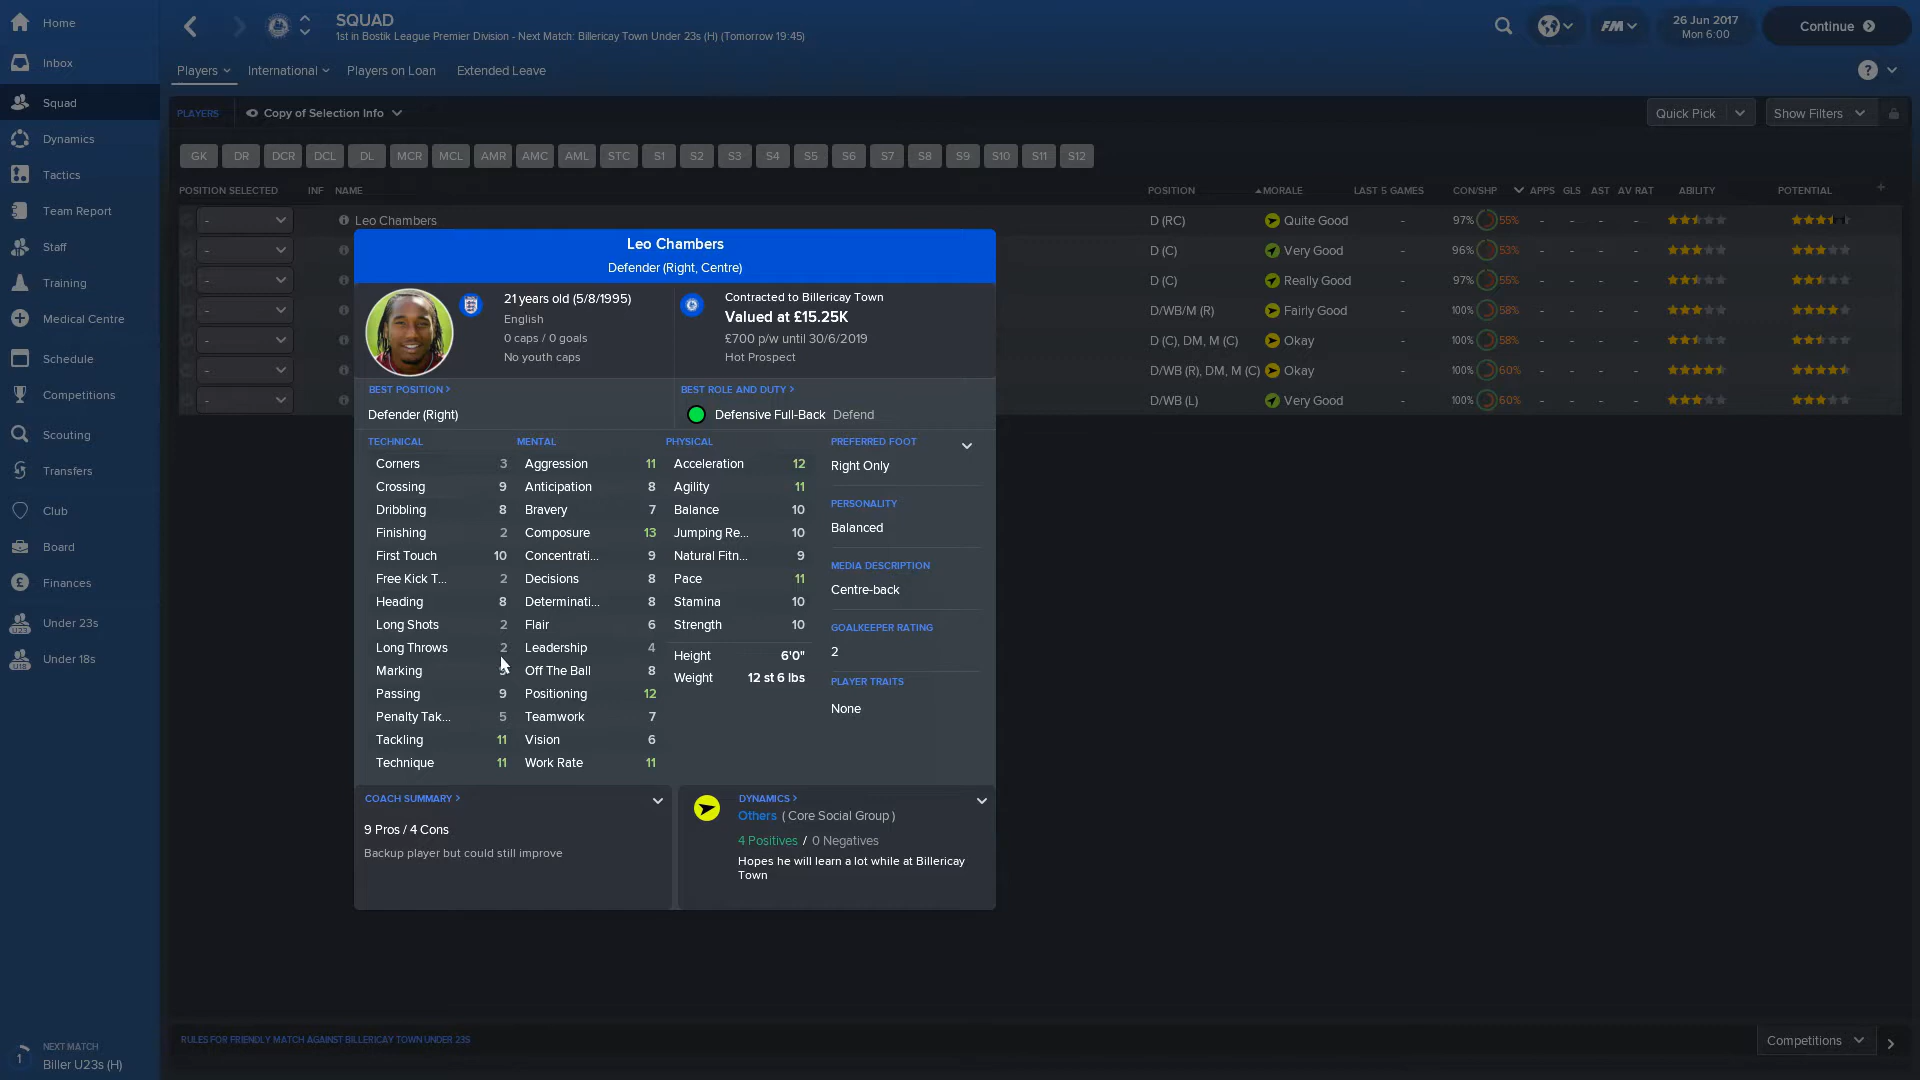 Home
Inbox
Squad
Dynamics
Tactics
Team Report
Staff
Training
Medical Centre
Schedule
Competitions
Scouting
Transfers
Club
Board
Finances
Under 23s
Under 18s
1
NEXT MATCH
Biller U23s (H)
SQUAD
1st in Bostik League Premier Division - Next Match: Billericay Town Under 23s (H) (Tomorrow 19:45)
FM
26 Jun 2017
Mon 6:00
Continue
Players International Players on Loan Extended Leave
?
PLAYERS Copy of Selection Info
Quick Pick Show Filters
GK DR DCR DCL DL MCR MCL AMR AMC AML STC S1 S2 S3 S4 S5 S6 S7 S8 S9 S10 S11 S12
POSITION SELECTED INF NAME POSITION MORALE LAST 5 GAMES CON/SHP APPS GLS AST AV RAT ABILITY POTENTIAL +
- Leo Chambers D (RC) Quite Good - 97% 55% - - - -
- D (C) Very Good - 96% 53% - - - -
- D (C) Really Good - 97% 55% - - - -
- D/WB/M (R) Fairly Good - 100% 58% - - - -
- D (C), DM, M (C) Okay - 100% 58% - - - -
- D/WB (R), DM, M (C) Okay - 100% 60% - - - -
- D/WB (L) Very Good - 100% 60% - - - -
Leo Chambers
Defender (Right, Centre)
21 years old (5/8/1995)
English
0 caps / 0 goals
No youth caps
Contracted to Billericay Town
Valued at £15.25K
£700 p/w until 30/6/2019
Hot Prospect
BEST POSITION >
Defender (Right)
BEST ROLE AND DUTY >
Defensive Full-Back Defend
TECHNICAL
Corners 3
Crossing 9
Dribbling 8
Finishing 2
First Touch 10
Free Kick T... 2
Heading 8
Long Shots 2
Long Throws 2
Marking
Passing 9
Penalty Tak... 5
Tackling 11
Technique 11
MENTAL
Aggression 11
Anticipation 8
Bravery 7
Composure 13
Concentrati... 9
Decisions 8
Determinati... 8
Flair 6
Leadership 4
Off The Ball 8
Positioning 12
Teamwork 7
Vision 6
Work Rate 11
PHYSICAL
Acceleration 12
Agility 11
Balance 10
Jumping Re... 10
Natural Fitn... 9
Pace 11
Stamina 10
Strength 10
Height 6'0"
Weight 12 st 6 lbs
PREFERRED FOOT
Right Only
PERSONALITY
Balanced
MEDIA DESCRIPTION
Centre-back
GOALKEEPER RATING
2
PLAYER TRAITS
None
COACH SUMMARY >
9 Pros / 4 Cons
Backup player but could still improve
DYNAMICS >
Others ( Core Social Group )
4 Positives / 0 Negatives
Hopes he will learn a lot while at Billericay
Town
RULES FOR FRIENDLY MATCH AGAINST BILLERICAY TOWN UNDER 23S
Competitions